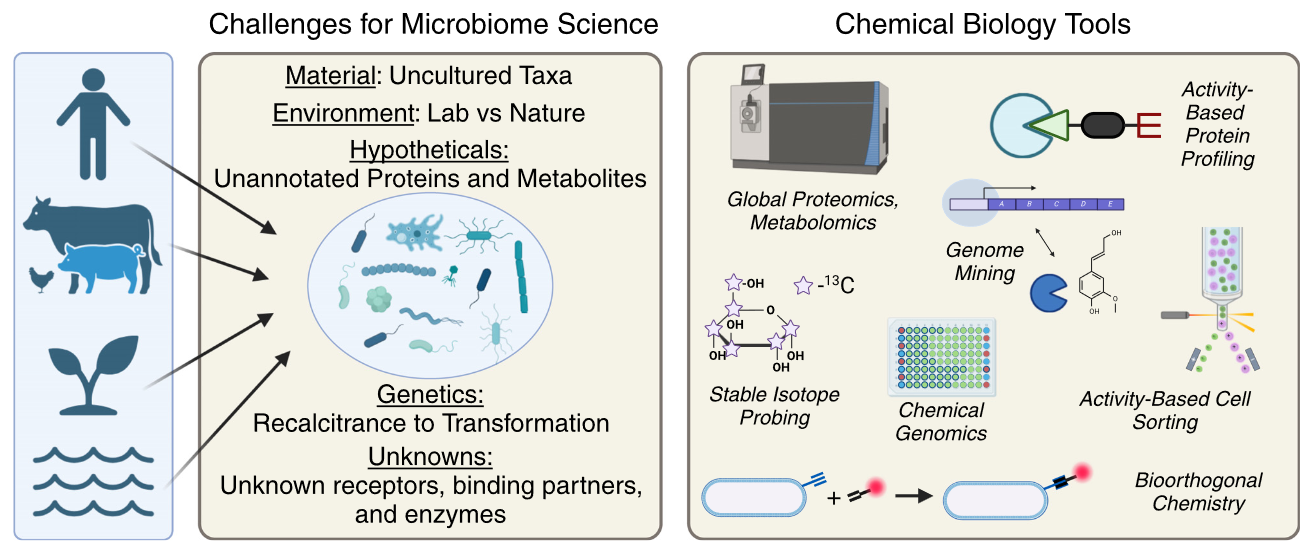 Challenges for Microbiome Science
Material: Uncultured Taxa
Environment: Lab vs Nature
Hypotheticals:
Unannotated Proteins and Metabolites
Genetics:
Recalcitrance to Transformation
Unknowns:
Unknown receptors, binding partners,
and enzymes
Chemical Biology Tools
Global Proteomics,
Metabolomics
Activity-
Based
Protein
Profiling
A B C D E
Genome
Mining
OH
O
OH
-OH
-13C
O
OH
OH
OH
OH
Stable Isotope
Probing
Chemical
Genomics
Activity-Based Cell
Sorting
+
Bioorthogonal
Chemistry